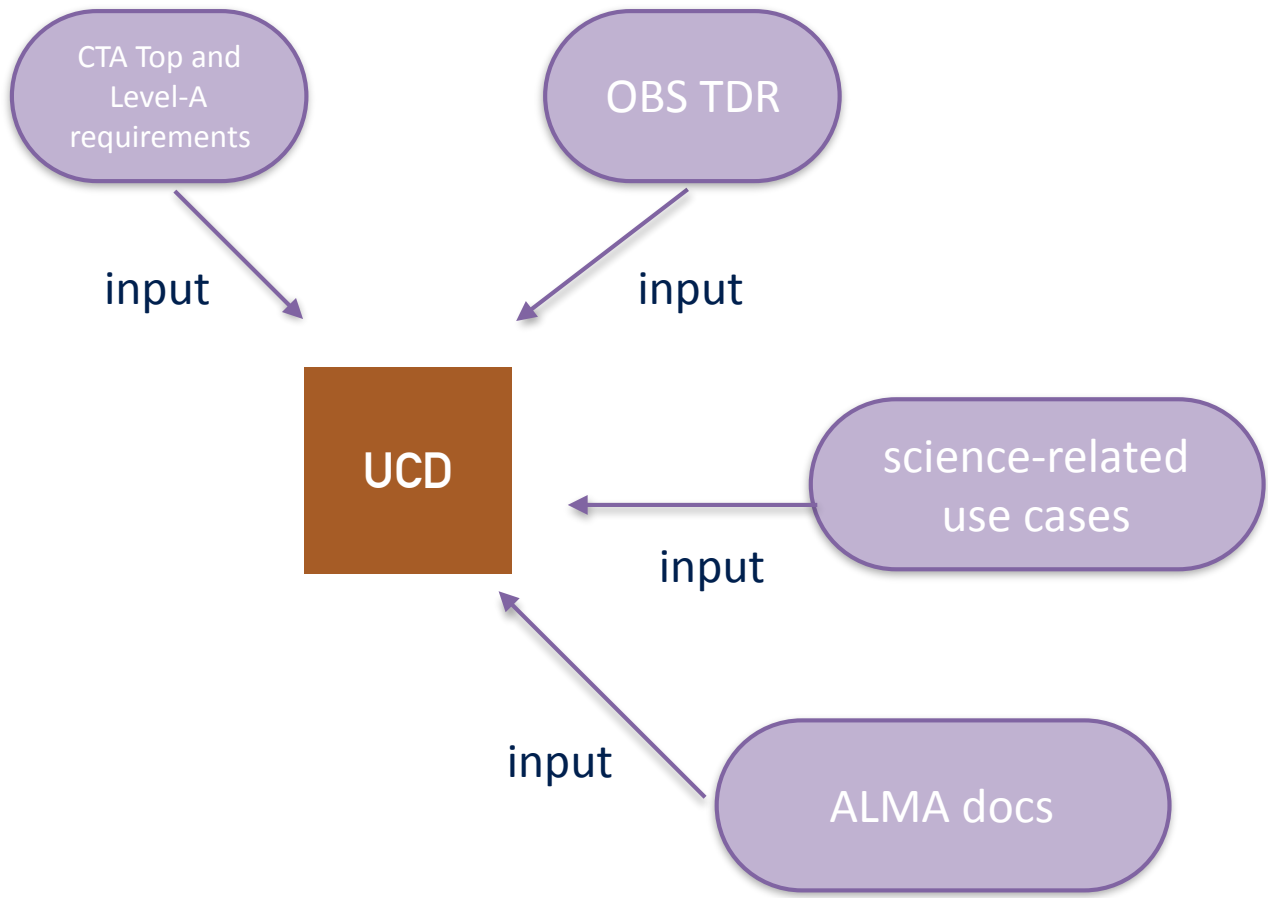 CTA Top and
Level-A
requirements
OBS TDR
input
input
UCD
science-related
use cases
input
input
ALMA docs